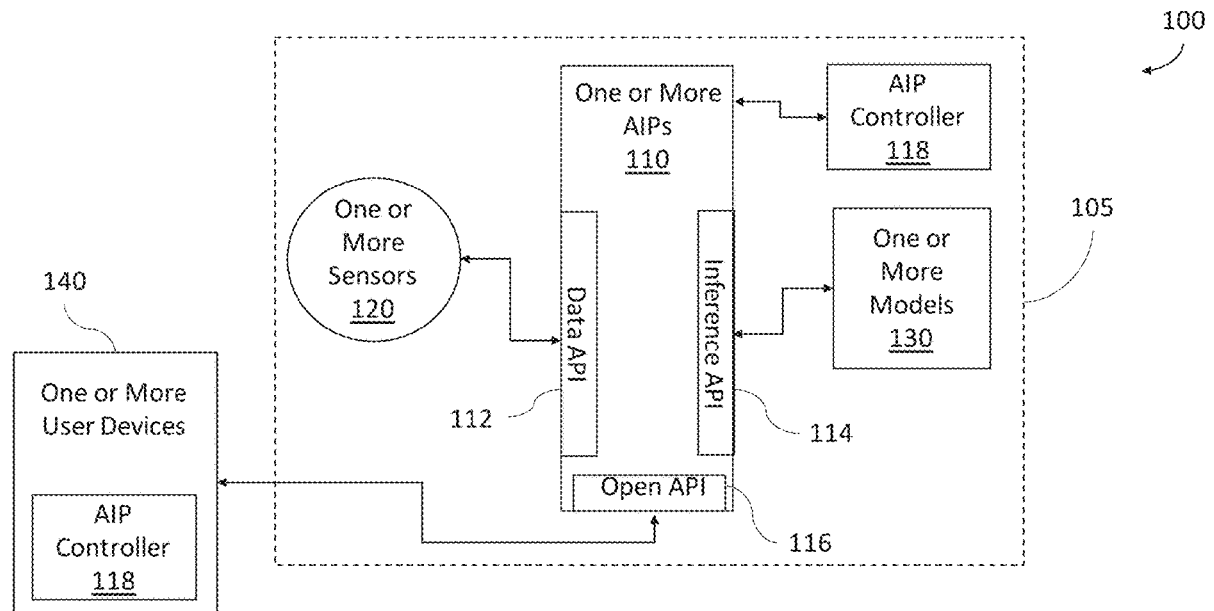 100
One or More
AIPs
110
AIP
Controller
118
One or
More
Sensors
120
Data API
Inference API
One or
More
Models
130
105
140
One or More
User Devices
AIP
Controller
118
112
114
Open API
116